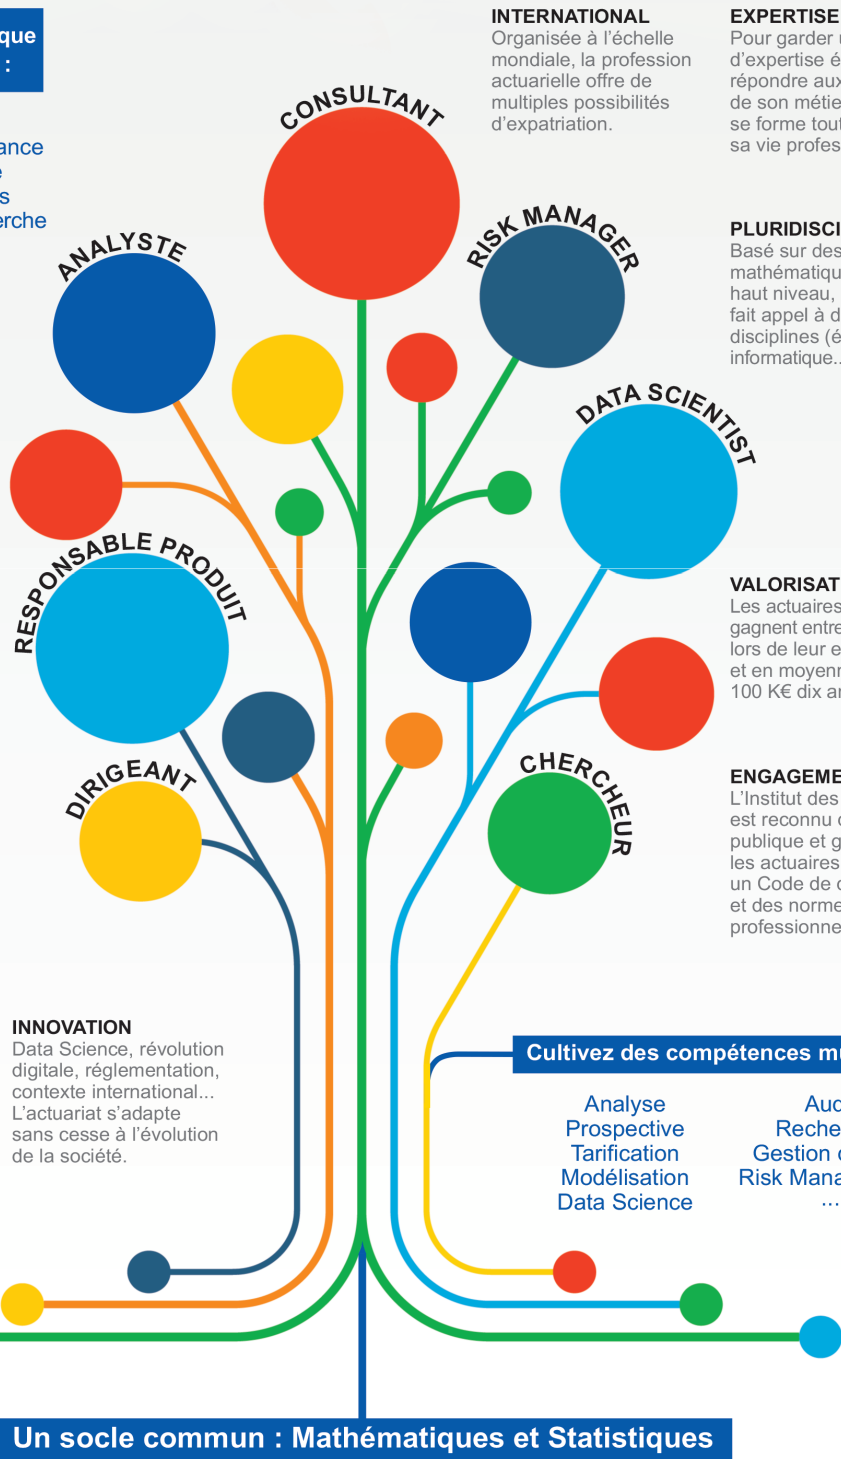 que
:
ance
e
s
erche
INTERNATIONAL
Organisée à l'échelle
mondiale, la profession
actuarielle offre de
multiples possibilités
d'expatriation.
EXPERTISE
Pour garder u
d'expertise é
répondre aux
de son métie
se forme tout
sa vie profes
CONSULTANT
ANALYSTE
RISK MANAGER
PLURIDISCI
Basé sur des
mathématiqu
haut niveau,
fait appel à d
disciplines (é
informatique..
DATA SCIENTIST
RESPONSABLE PRODUIT
VALORISAT
Les actuaires
gagnent entre
lors de leur e
et en moyenn
100 K€ dix an
DIRIGEANT
CHERCHEUR
ENGAGEME
L'Institut des
est reconnu d
publique et g
les actuaires
un Code de d
et des norme
professionne
INNOVATION
Data Science, révolution
digitale, réglementation,
contexte international...
L'actuariat s'adapte
sans cesse à l'évolution
de la société.
Cultivez des compétences mu
Analyse
Prospective
Tarification
Modélisation
Data Science
Aud
Reche
Gestion d
Risk Mana
...
Un socle commun : Mathématiques et Statistiques